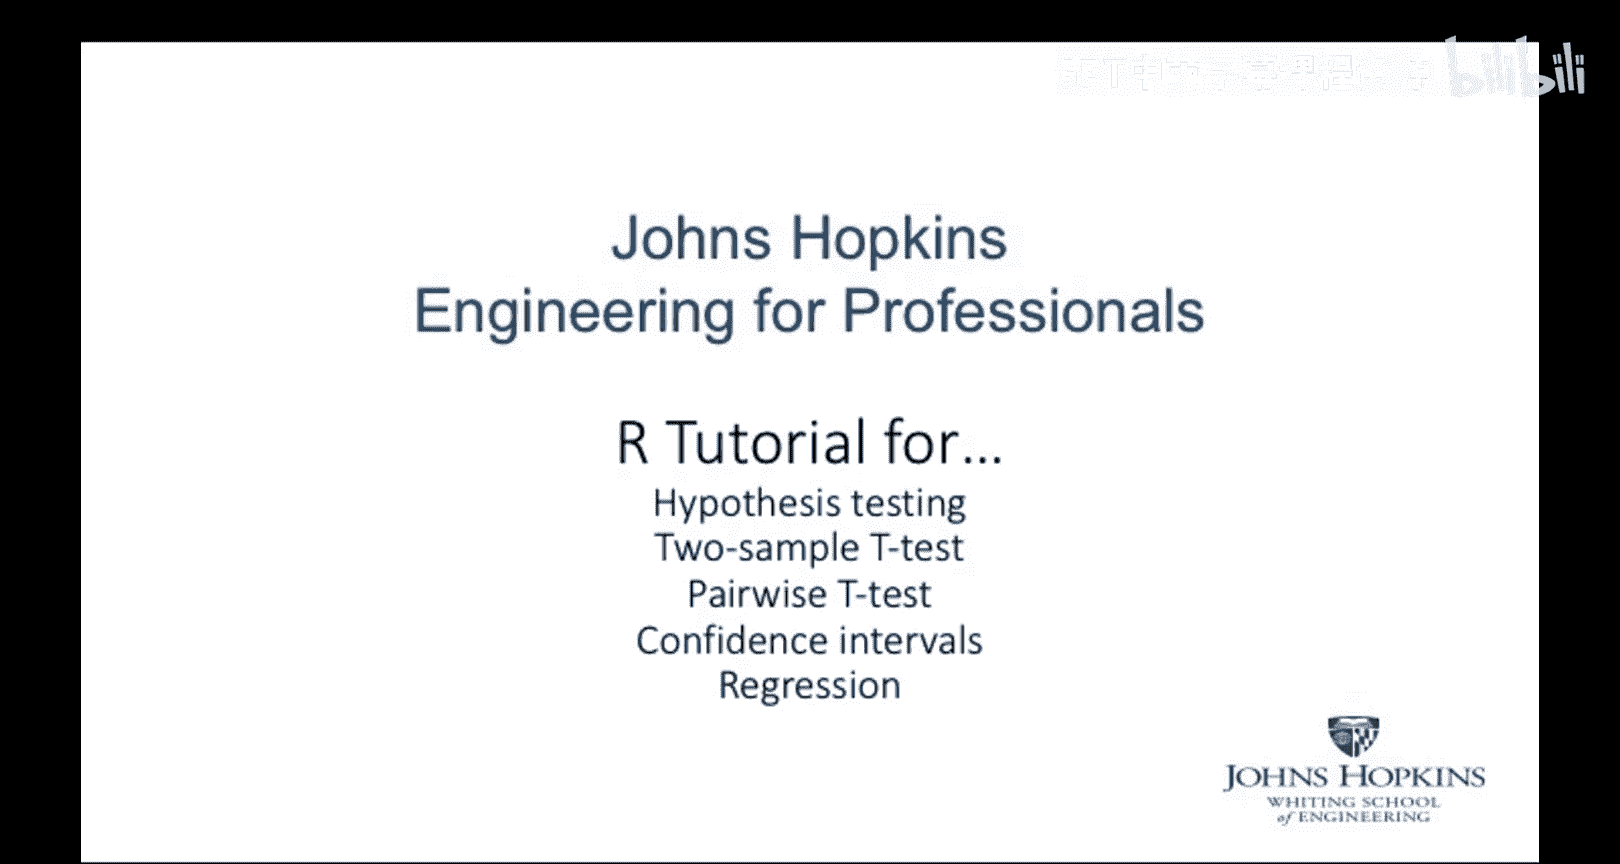 bilibili
Johns Hopkins
Engineering for Professionals
R Tutorial for...
Hypothesis testing
Two-sample T-test
Pairwise T-test
Confidence intervals
Regression
JOHNS HOPKINS
WHITING SCHOOL
of ENGINEERING